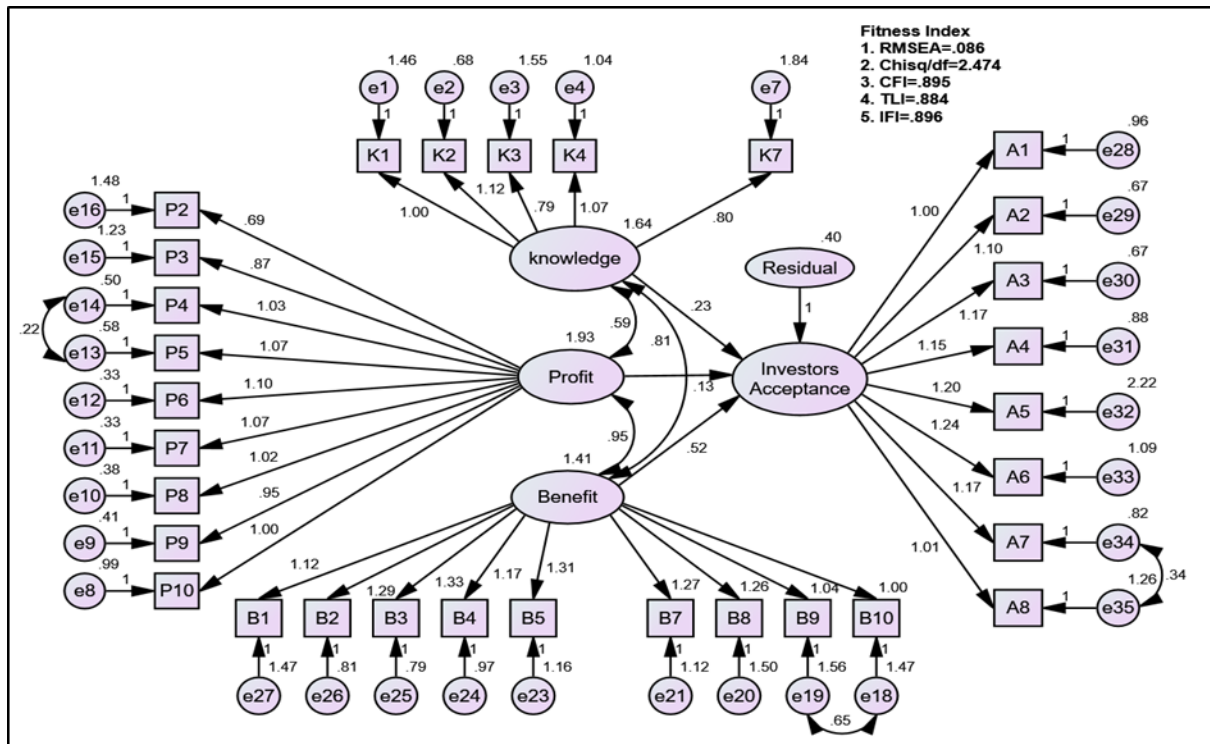 Fitness Index
1. RMSEA=.086
2. Chisq/df=2.474
3. CFI=.895
4. TLI=.884
5. IFI=.896
1.46 .68 1.55 1.04 1.84
e1 e2 e3 e4 e7
1 1 1 1 1
K1 K2 K3 K4 K7
1.00 1.12 .79 1.07 .80
1.64
knowledge
1.48
e16 1 P2 .69
1.23
e15 1 P3 .87
.50
e14 1 P4 1.03
.22
.58
e13 1 P5 1.07
.33
e12 1 P6 1.10
.33
e11 1 P7 1.07
.38
e10 1 P8 1.02
.41
e9 1 P9 .95
.99
e8 1 P10 1.00
1.93
Profit
.59
.81
.95
.23
.13
.52
.40
Residual
1
Investors
Acceptance
1.41
Benefit
1.12 1.29 1.33 1.17 1.31 1.27 1.26 1.04 1.00
B1 B2 B3 B4 B5 B7 B8 B9 B10
1 1 1 1 1 1 1 1 1
1.47 .81 .79 .97 1.16 1.12 1.50 1.56 1.47
e27 e26 e25 e24 e23 e21 e20 e19 e18
.65
.96
1.00 A1 1 e28
.67
1.10 A2 1 e29
.67
1.17 A3 1 e30
.88
1.15 A4 1 e31
2.22
1.20 A5 1 e32
1.09
1.24 A6 1 e33
.82
1.17 A7 1 e34
1.26 .34
1.01 A8 1 e35